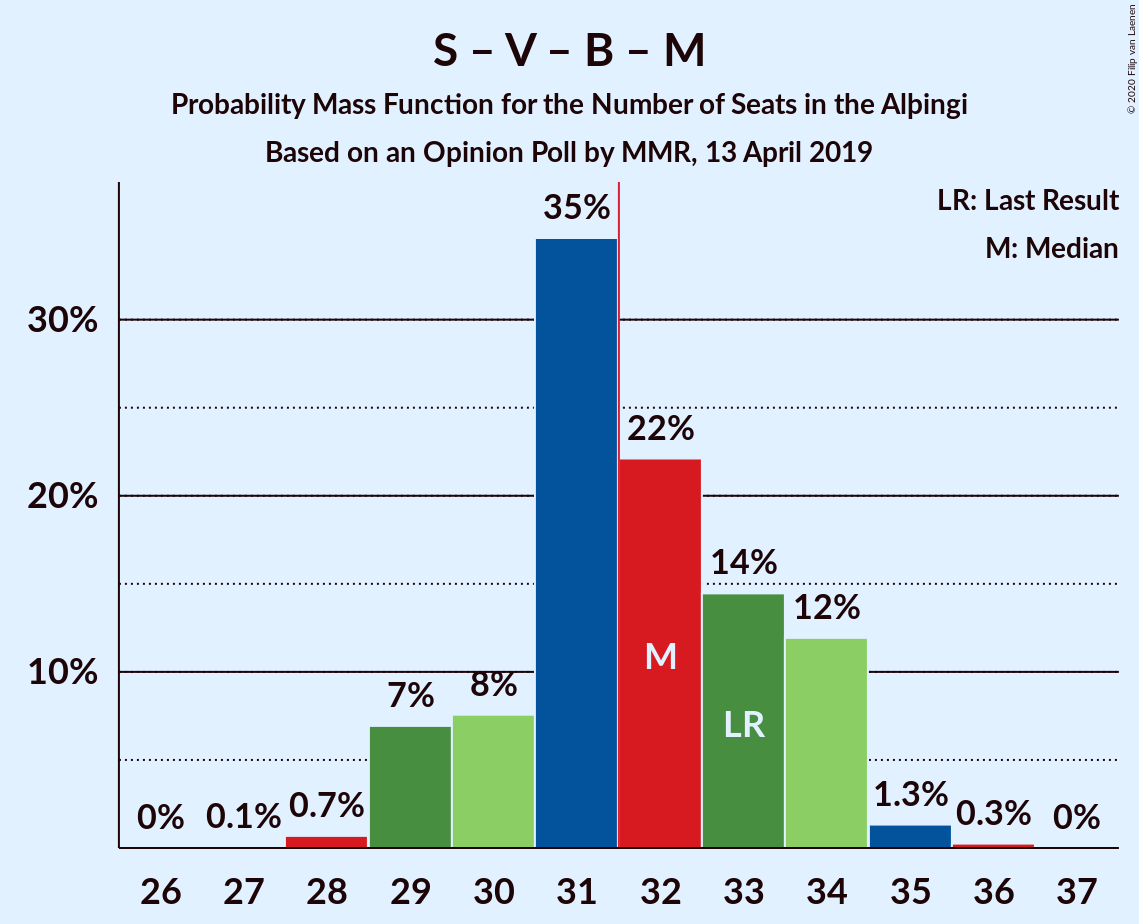 S – V – B – M
Probability Mass Function for the Number of Seats in the Alþingi
Based on an Opinion Poll by MMR, 13 April 2019
© 2020 Filip van Laenen
LR: Last Result
M: Median
30%
20%
10%
0%
0.1%
0.7%
7%
8%
35%
22%
14%
12%
1.3%
0.3%
0%
M
LR
26 27 28 29 30 31 32 33 34 35 36 37